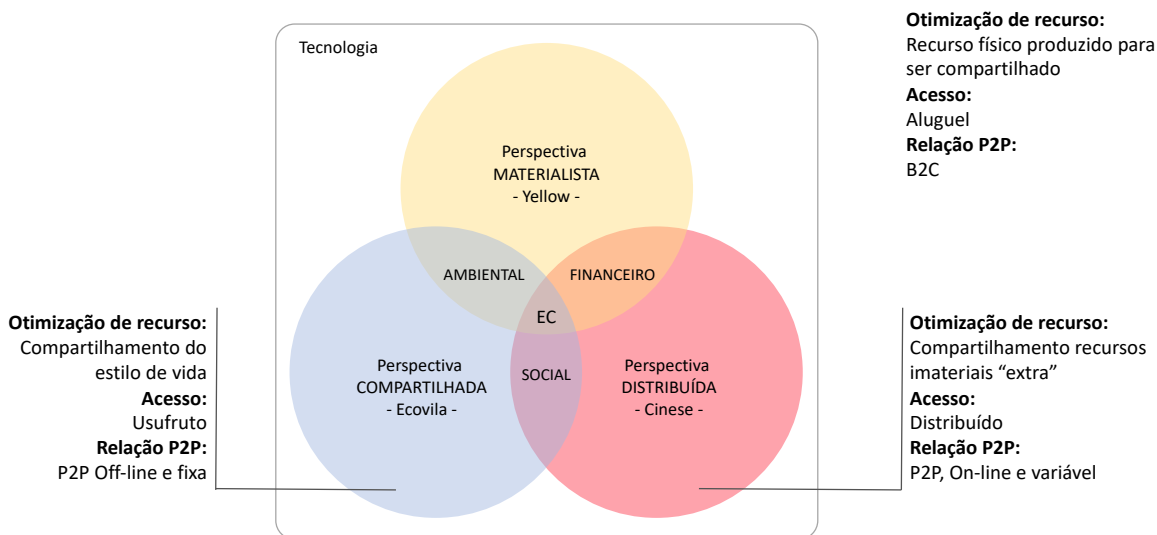 Tecnologia
Otimização de recurso:
Recurso físico produzido para
ser compartilhado
Acesso:
Aluguel
Relação P2P:
B2C
Perspectiva
MATERIALISTA
- Yellow -
AMBIENTAL
FINANCEIRO
EC
SOCIAL
Perspectiva
COMPARTILHADA
- Ecovila -
Perspectiva
DISTRIBUÍDA
- Cinese -
Otimização de recurso:
Compartilhamento do
estilo de vida
Acesso:
Usufruto
Relação P2P:
P2P Off-line e fixa
Otimização de recurso:
Compartilhamento recursos
imateriais “extra”
Acesso:
Distribuído
Relação P2P:
P2P, On-line e variável